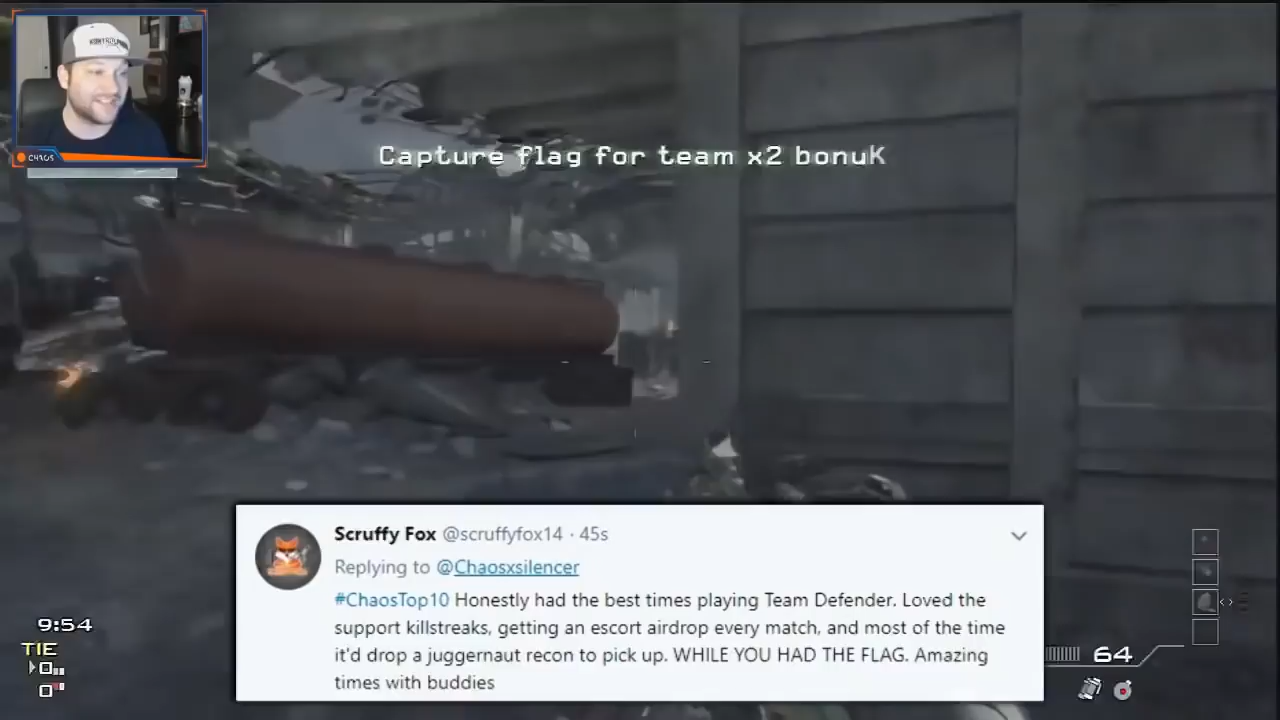 CHAOS
Capture flag for team x2 bonuK
Scruffy Fox @scruffyfox14 · 45s
Replying to @Chaosxsilencer
#ChaosTop10 Honestly had the best times playing Team Defender. Loved the
support killstreaks, getting an escort airdrop every match, and most of the time
it'd drop a juggernaut recon to pick up. WHILE YOU HAD THE FLAG. Amazing
times with buddies
9:54
TIE
0
0
64